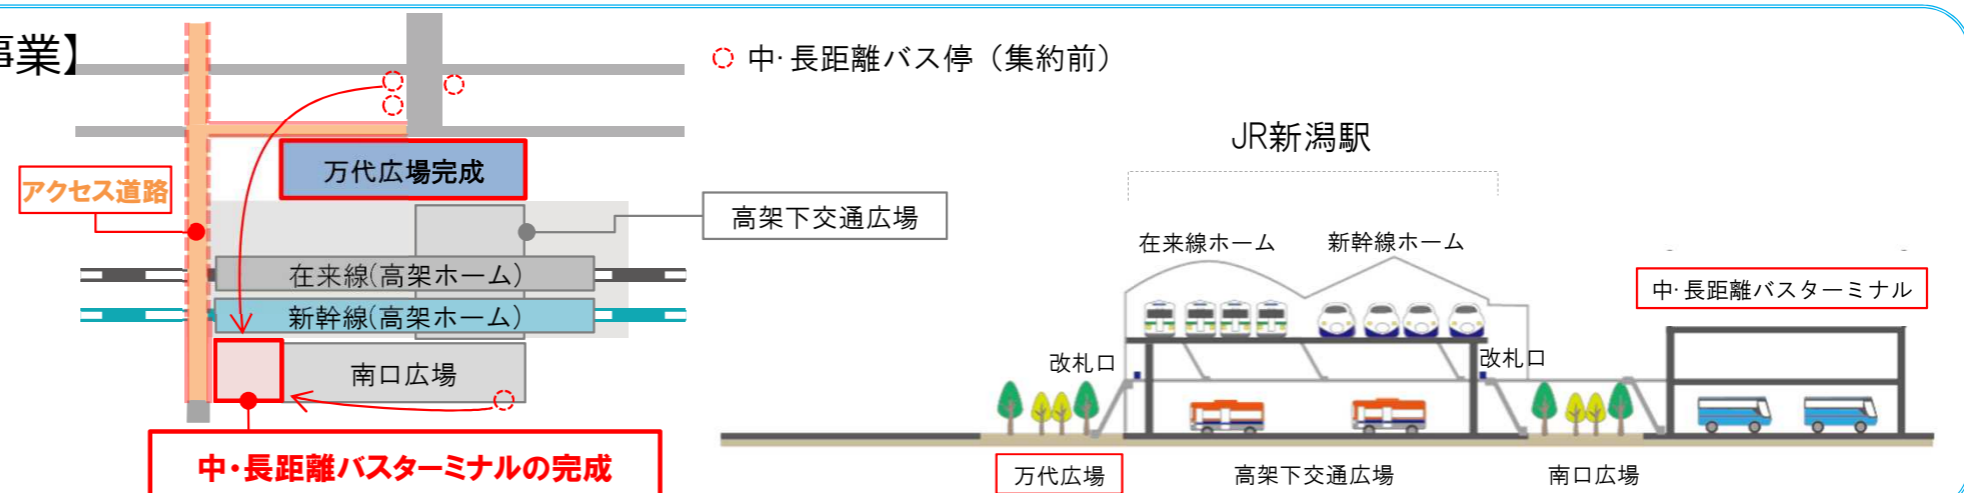 事業】
○ 中・長距離バス停（集約前）
万代広場完成
アクセス道路
高架下交通広場
在来線(高架ホーム)
新幹線(高架ホーム)
南口広場
中・長距離バスターミナルの完成
JR新潟駅
在来線ホーム
新幹線ホーム
中・長距離バスターミナル
改札口
改札口
万代広場
高架下交通広場
南口広場